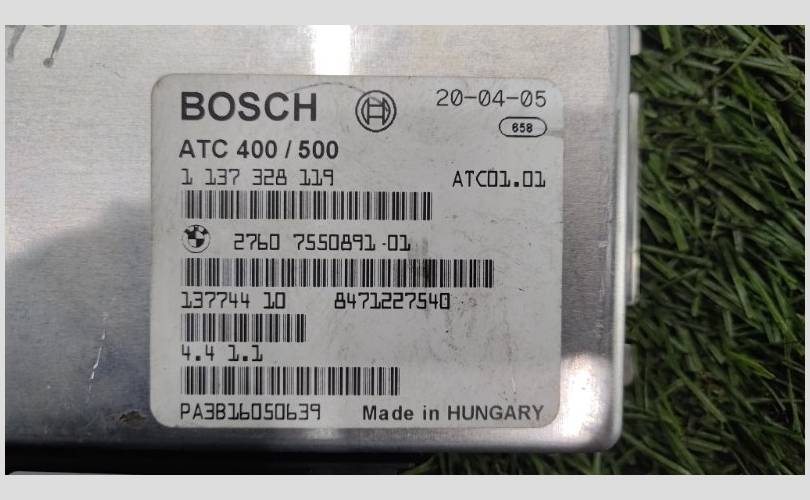 BOSCH
20-04-05
658
ATC 400 / 500
1 137 328 119 ATC01.01
2760 7550891-01
137744 10 8471227540
4.4 1.1
PA3B16050639 Made in HUNGARY